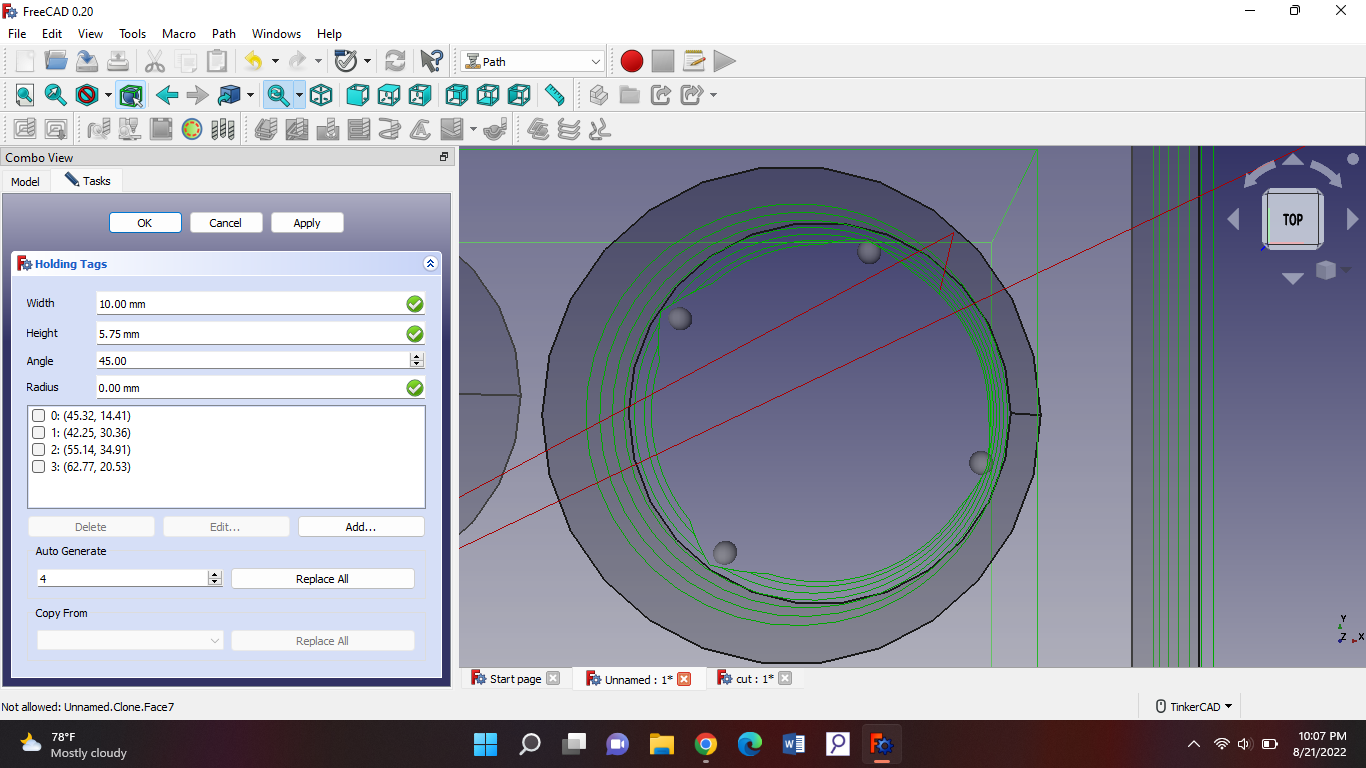 FreeCAD 0.20
File Edit View Tools Macro Path Windows Help
Path
Combo View
Model Tasks
OK Cancel Apply
Holding Tags
Width 10.00 mm
Height 5.75 mm
Angle 45.00
Radius 0.00 mm
0: (45.32, 14.41)
1: (42.25, 30.36)
2: (55.14, 34.91)
3: (62.77, 20.53)
Delete Edit... Add...
Auto Generate
4 Replace All
Copy From
Replace All
TOP
Y
Z X
Start page Unnamed : 1* cut : 1*
Not allowed: Unnamed.Clone.Face7
TinkerCAD
78°F
Mostly cloudy
10:07 PM
8/21/2022